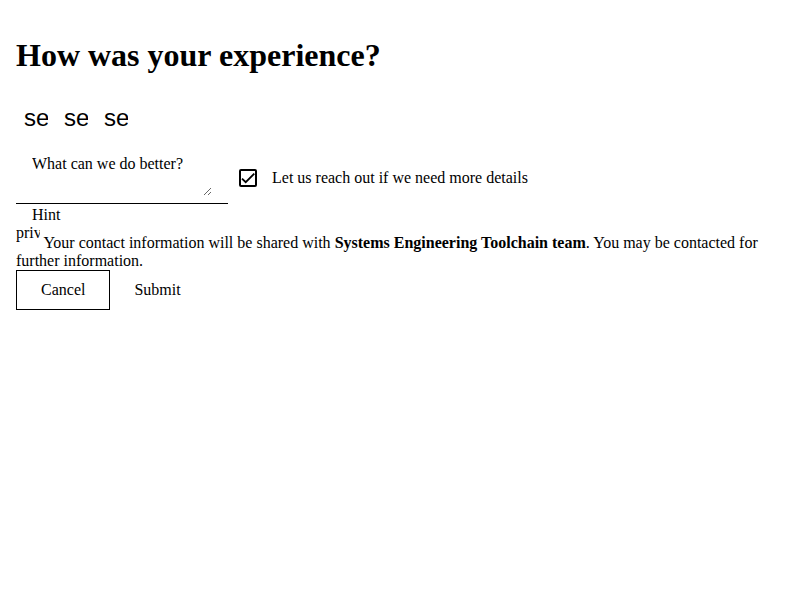 How was your experience?
se se se
What can we do better?
Let us reach out if we need more details
Hint
priv Your contact information will be shared with Systems Engineering Toolchain team. You may be contacted for
further information.
Cancel Submit